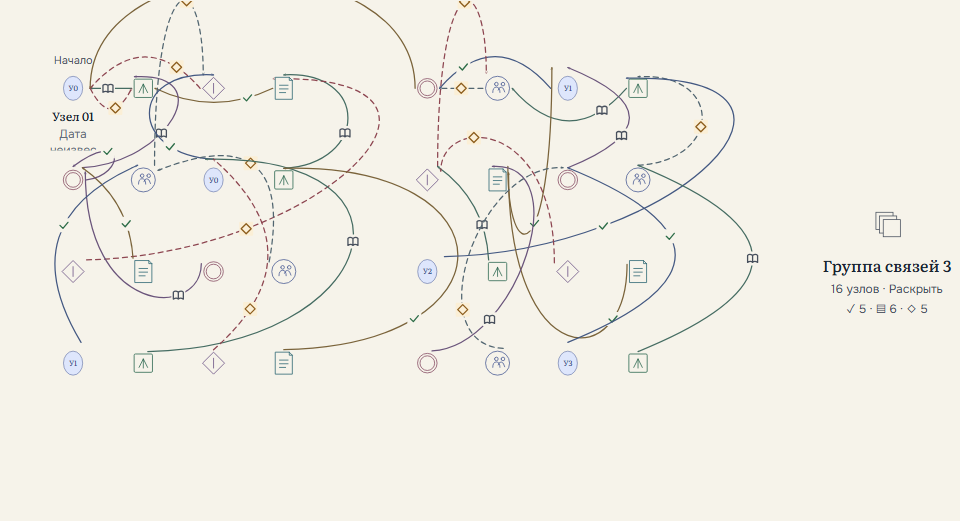 Начало
У0
У1
Узел 01
Дата
У0
У2
Группа связей 3
16 узлов · Раскрыть
✓ 5 · ▤ 6 · ◇ 5
У1
У3